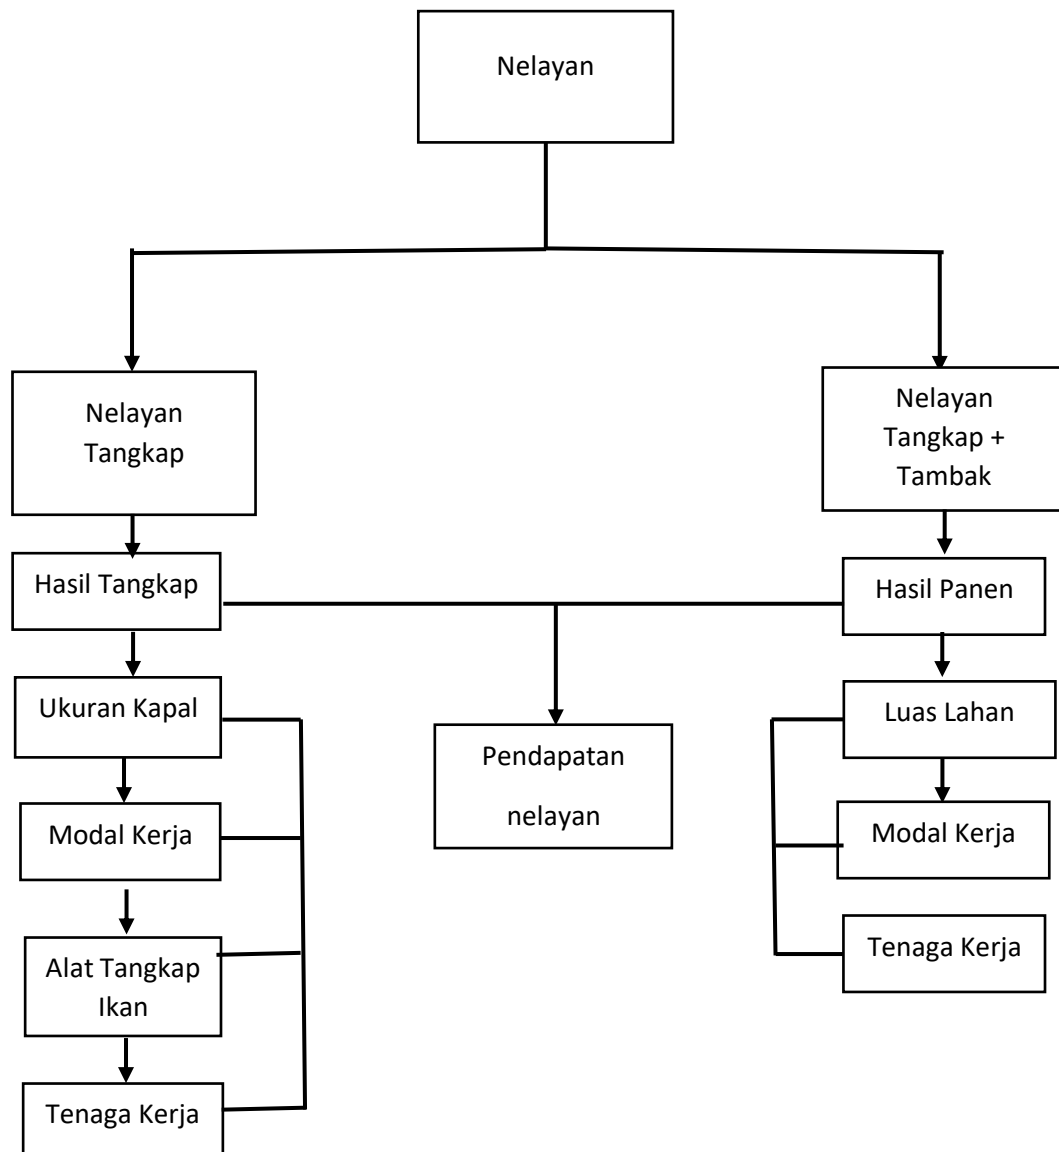 Nelayan
Nelayan
Tangkap
Nelayan
Tangkap +
Tambak
Hasil Tangkap
Hasil Panen
Ukuran Kapal
Luas Lahan
Pendapatan
nelayan
Modal Kerja
Modal Kerja
Alat Tangkap
Ikan
Tenaga Kerja
Tenaga Kerja